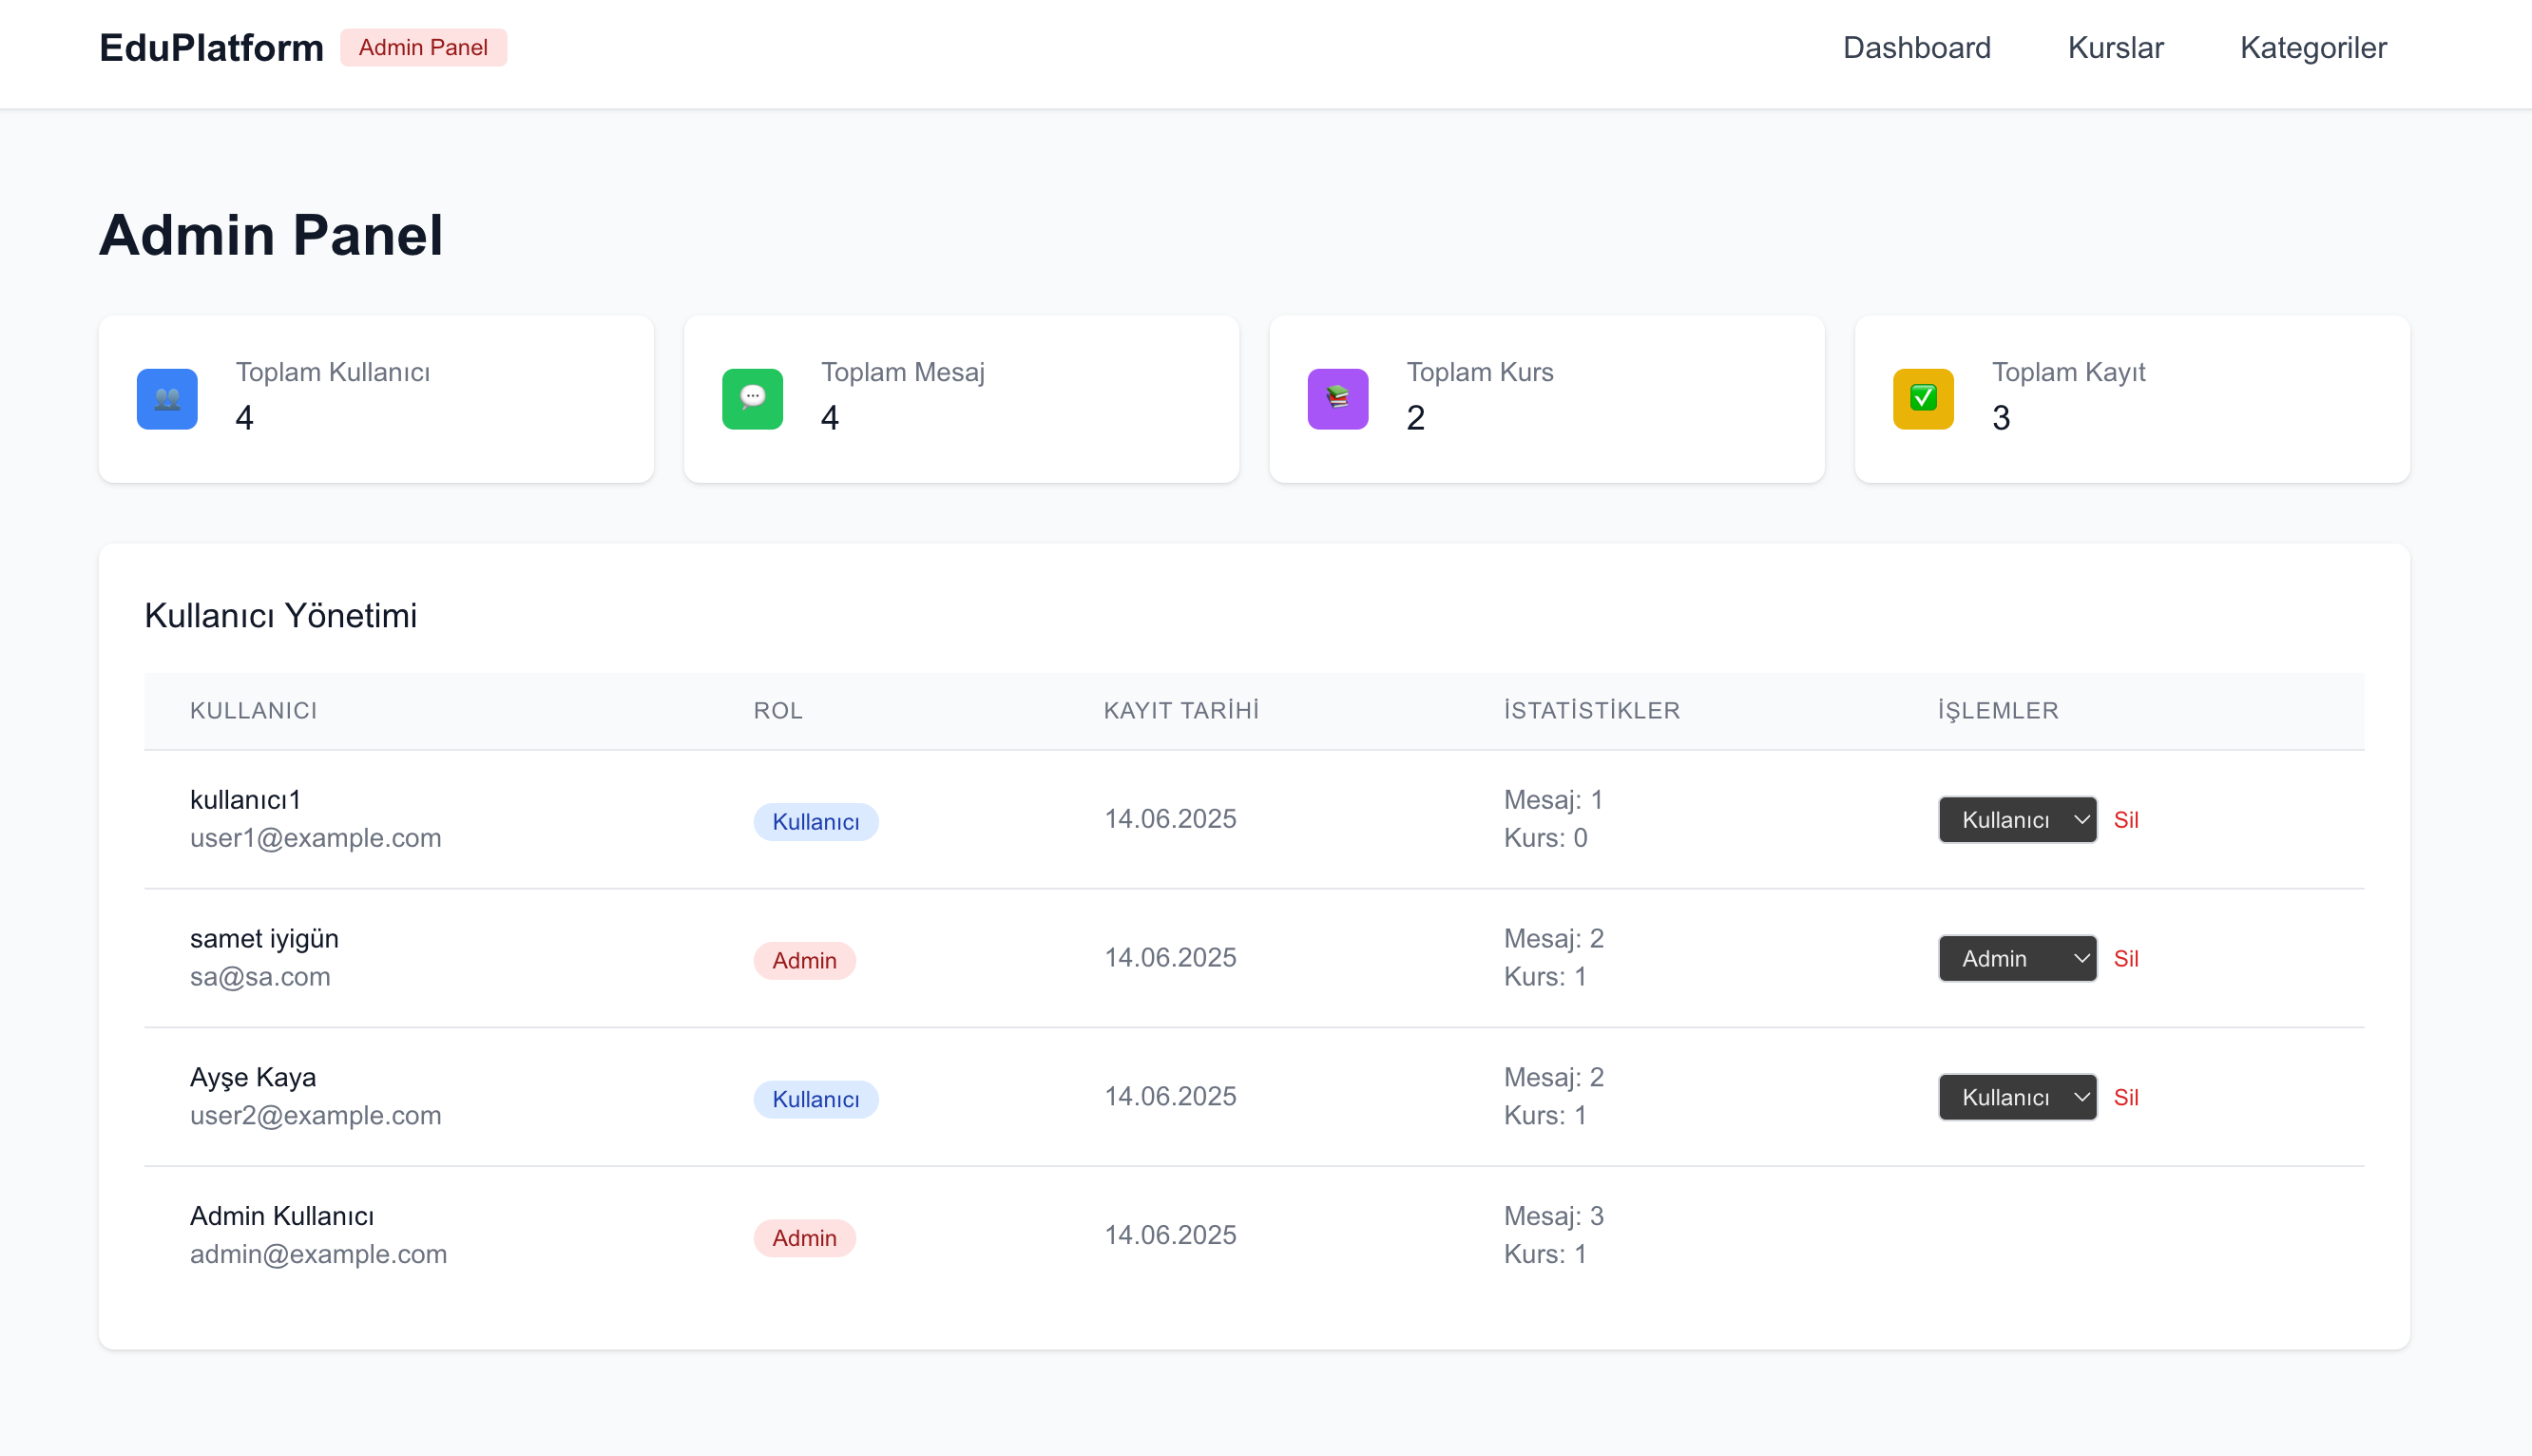 EduPlatform Admin Panel Dashboard Kurslar Kategoriler
Admin Panel
Toplam Kullanıcı
4
Toplam Mesaj
4
Toplam Kurs
2
Toplam Kayıt
3
Kullanıcı Yönetimi
KULLANICI ROL KAYIT TARİHİ İSTATİSTİKLER İŞLEMLER
kullanıcı1
user1@example.com
Kullanıcı
14.06.2025
Mesaj: 1
Kurs: 0
Kullanıcı Sil
samet iyigün
sa@sa.com
Admin
14.06.2025
Mesaj: 2
Kurs: 1
Admin Sil
Ayşe Kaya
user2@example.com
Kullanıcı
14.06.2025
Mesaj: 2
Kurs: 1
Kullanıcı Sil
Admin Kullanıcı
admin@example.com
Admin
14.06.2025
Mesaj: 3
Kurs: 1